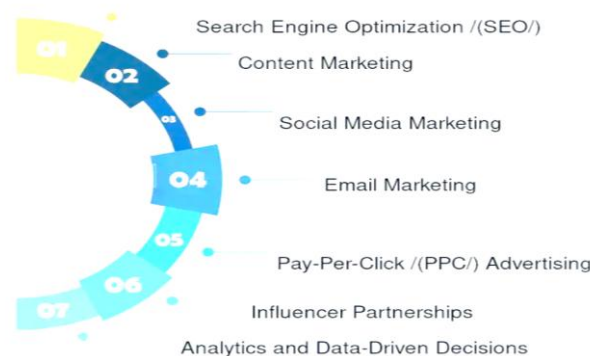 01
Search Engine Optimization /(SEO/)
02
Content Marketing
03
Social Media Marketing
04
Email Marketing
05
Pay-Per-Click /(PPC/) Advertising
06
Influencer Partnerships
07
Analytics and Data-Driven Decisions